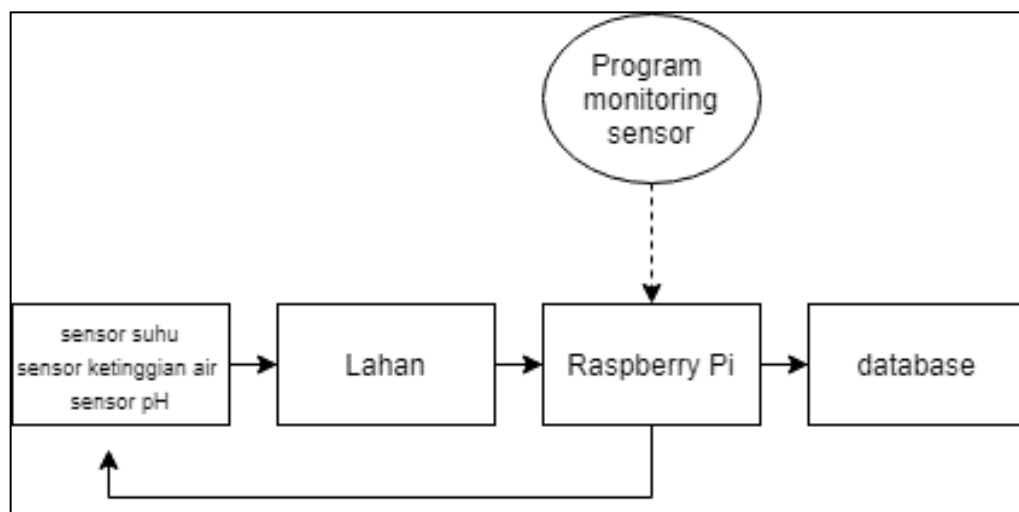 Program
monitoring
sensor
sensor suhu
sensor ketinggian air
sensor pH
Lahan
Raspberry Pi
database